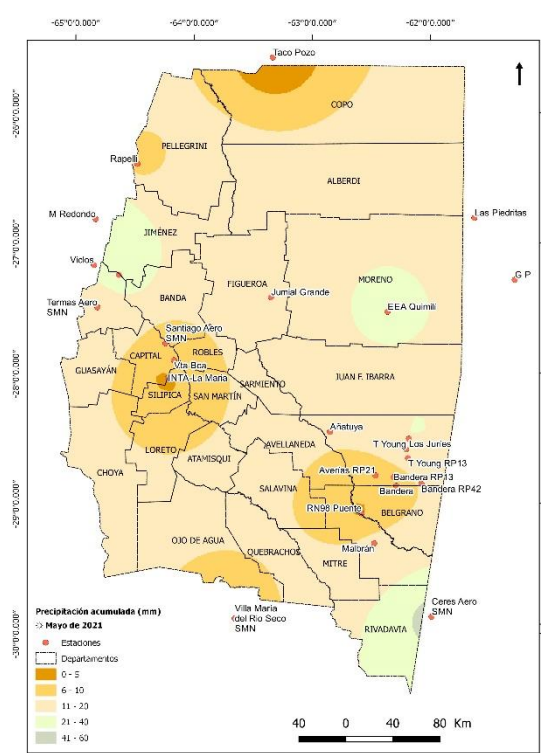 -65°0'0.000"
-64°0'0.000"
-63°0'0.000"
-62°0'0.000"
Taco Pozo
COPO
-26°0'0.000"
PELLEGRINI
Rapelli
ALBERDI
M Redondo
Las Piedritas
JIMÉNEZ
-27°0'0.000"
Viclos
MORENO
G P
FIGUEROA
BANDA
Jumial Grande
EEA Quimilí
Termas Aero
SMN
Santiago Aero
SMN
ROBLES
CAPITAL
Vta Bca
GUASAYÁN
INTA-La Maria
JUAN F. IBARRA
-28°0'0.000"
SARMIENTO
SILIPICA
SAN MARTÍN
Añatuya
LORETO
AVELLANEDA
T Young Los Juríes
ATAMISQUI
T Young RP13
CHOYA
Averías RP21
Bandera RP13
SALAVINA
Bandera
Bandera RP42
-29°0'0.000"
RN98 Puente
BELGRANO
OJO DE AGUA
Malbrán
QUEBRACHOS
MITRE
Precipitación acumulada (mm)
Mayo de 2021
Estaciones
Departamentos
0 - 5
6 - 10
11 - 20
21 - 40
41 - 60
Villa María
del Rio Seco
SMN
Ceres Aero
SMN
RIVADAVIA
-30°0'0.000"
40 0 40 80 Km